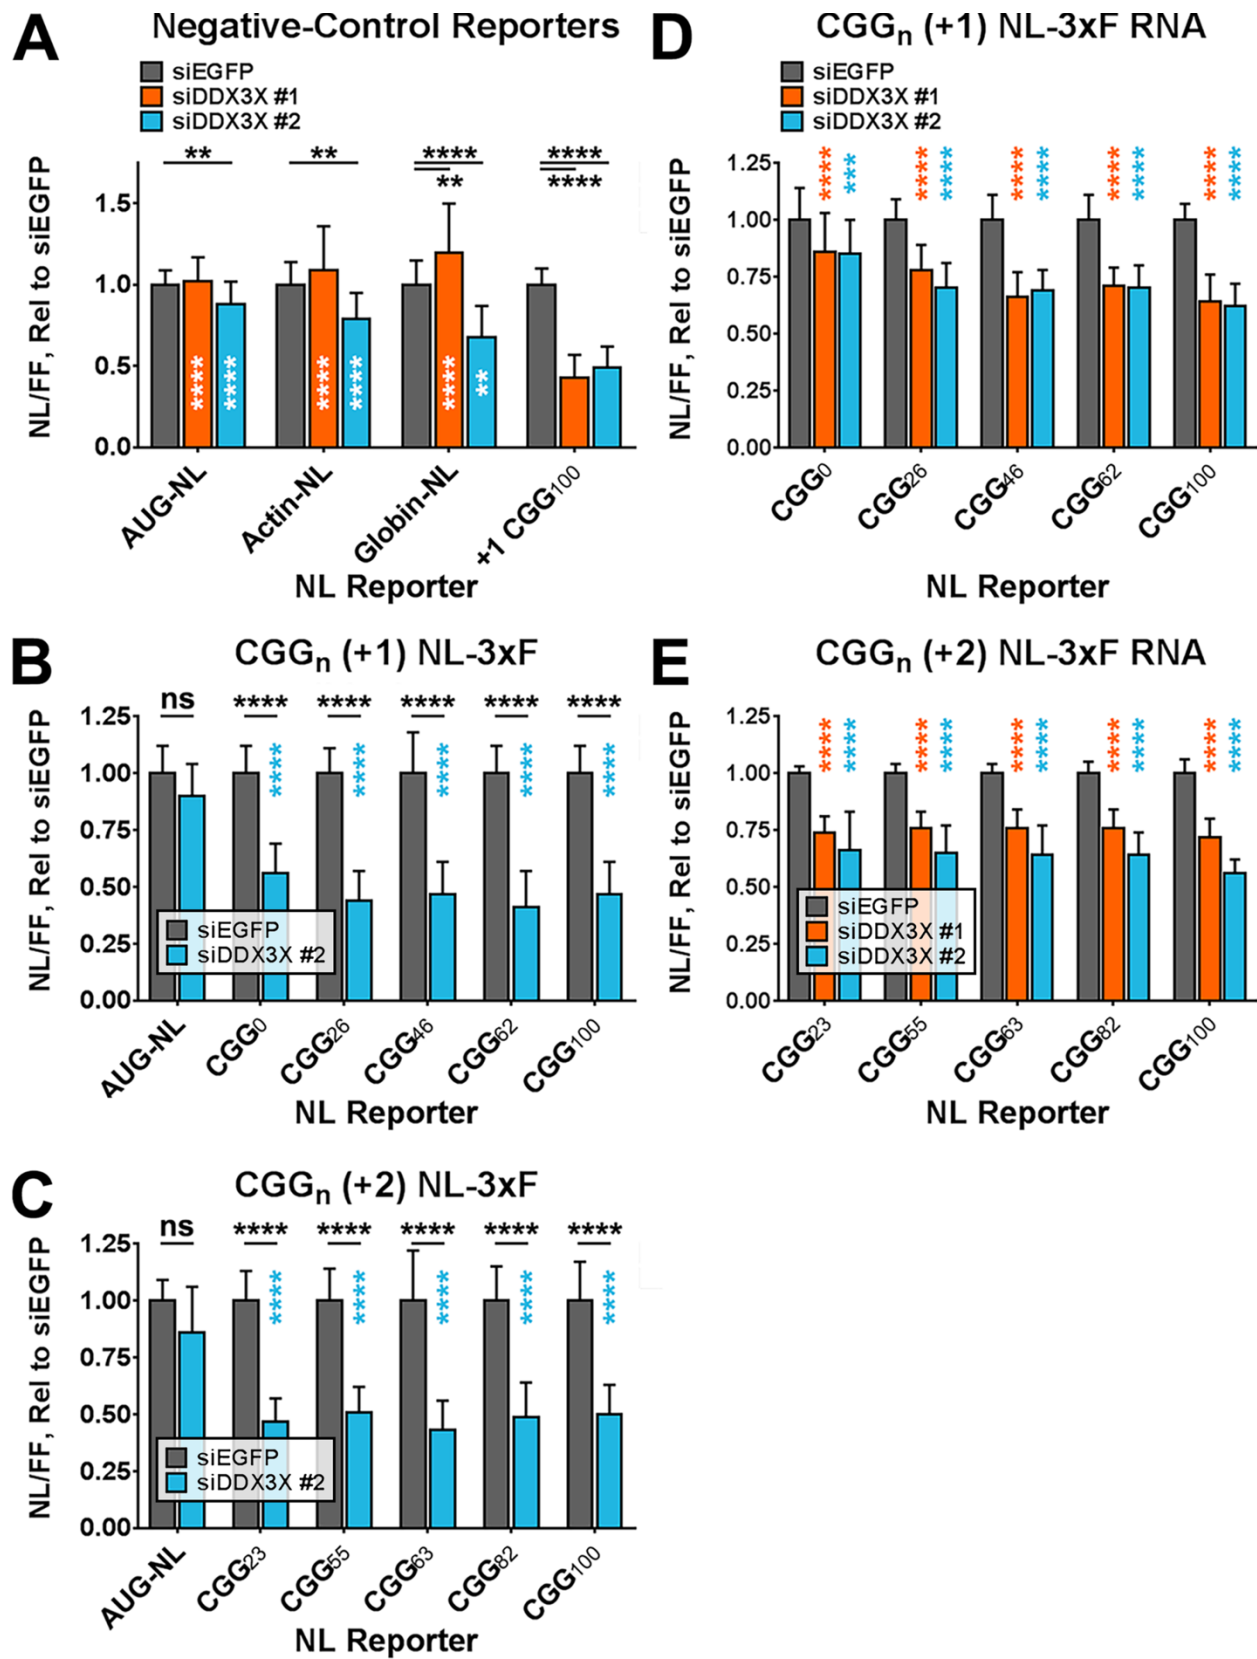 A
Negative-Control Reporters
siEGFP
siDDX3X #1
siDDX3X #2
NL/FF, Rel to siEGFP
** ** **** ****
** ****
1.5
1.0
0.5
0.0
**** **** **** **** **** **
AUG-NL Actin-NL Globin-NL +1 CGG100
NL Reporter
B
CGGn (+1) NL-3xF
NL/FF, Rel to siEGFP
ns **** **** **** **** ****
**** **** **** **** ****
1.25
1.00
0.75
0.50
0.25
0.00
siEGFP
siDDX3X #2
AUG-NL CGG0 CGG26 CGG46 CGG62 CGG100
NL Reporter
C
CGGn (+2) NL-3xF
NL/FF, Rel to siEGFP
ns **** **** **** **** ****
**** **** **** **** ****
1.25
1.00
0.75
0.50
0.25
0.00
siEGFP
siDDX3X #2
AUG-NL CGG23 CGG55 CGG63 CGG82 CGG100
NL Reporter
D
CGGn (+1) NL-3xF RNA
siEGFP
siDDX3X #1
siDDX3X #2
NL/FF, Rel to siEGFP
**** *** **** **** **** **** **** **** **** ****
1.25
1.00
0.75
0.50
0.25
0.00
CGG0 CGG26 CGG46 CGG62 CGG100
NL Reporter
E
CGGn (+2) NL-3xF RNA
NL/FF, Rel to siEGFP
**** **** **** **** **** **** **** **** **** ****
1.25
1.00
0.75
0.50
0.25
0.00
siEGFP
siDDX3X #1
siDDX3X #2
CGG23 CGG55 CGG63 CGG82 CGG100
NL Reporter